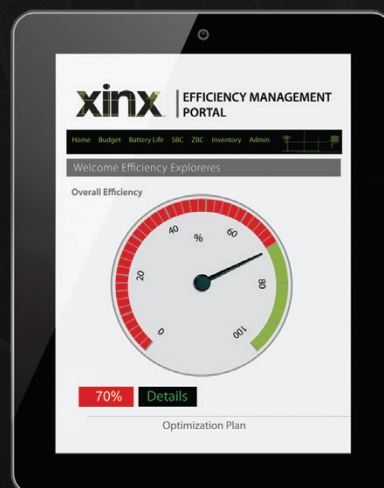 xinx EFFICIENCY MANAGEMENT
PORTAL
Home Budget Battery Life SBC ZBC Inventory Admin
Welcome Efficiency Exploreres
Overall Efficiency
%
0
20
40
60
80
100
70% Details
Optimization Plan